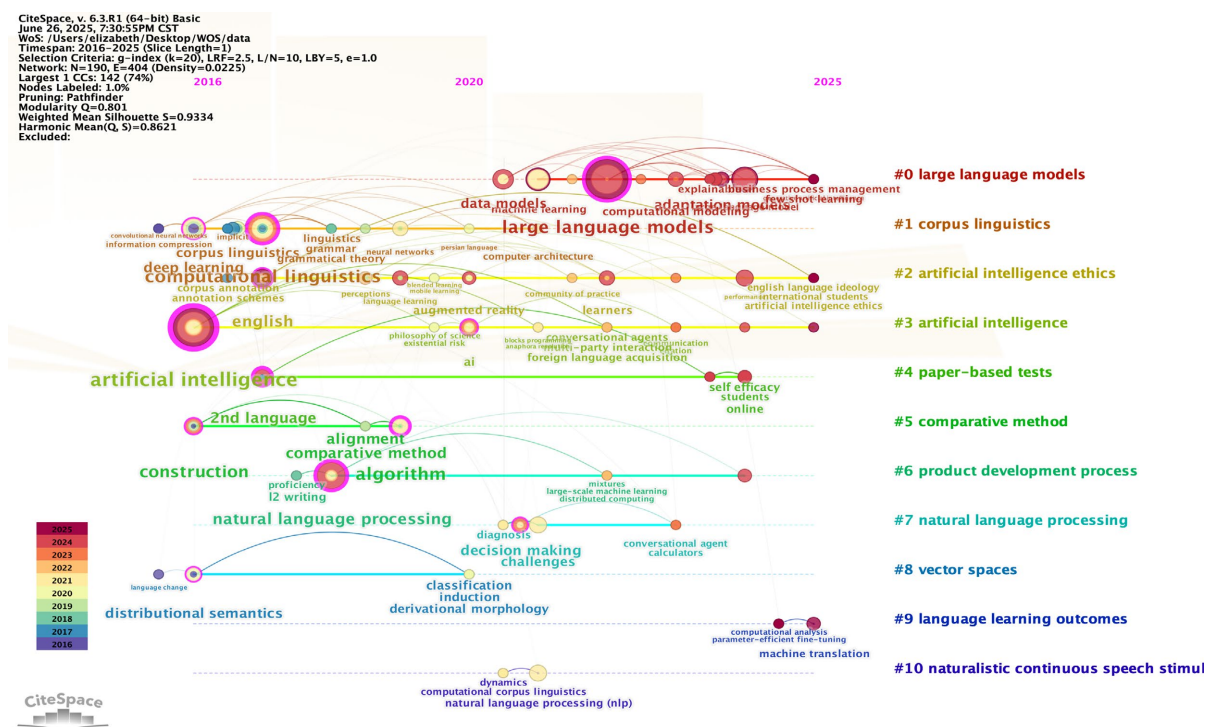 CiteSpace, v. 6.3.R1 (64-bit) Basic
June 26, 2025, 7:30:55PM CST
WoS: /Users/elizabeth/Desktop/WOS/data
Timespan: 2016-2025 (Slice Length=1)
Selection Criteria: g-index (k=20), LRF=2.5, L/N=10, LBY=5, e=1.0
Network: N=190, E=404 (Density=0.0225)
Largest 1 CCs: 142 (74%)
Nodes Labeled: 1.0%
Pruning: Pathfinder
Modularity Q=0.801
Weighted Mean Silhouette S=0.9334
Harmonic Mean(Q, S)=0.8621
Excluded:
2016
2020
2025
#0 large language models
business process management
few shot learning
data models
machine learning
adaptation
models
computational modeling
large language models
#1 corpus linguistics
convolutional neural networks
information compression
implicit
corpus linguistics
linguistics
grammar
grammatical theory
neural networks
persian language
computer architecture
deep learning
computational linguistics
#2 artificial intelligence ethics
corpus annotation
annotation schemes
perceptions
language learning
blended learning
mobile learning
augmented reality
community of practice
learners
english language ideology
international students
artificial intelligence ethics
english
#3 artificial intelligence
philosophy of science
existential risk
blocks programming
conversational agents
multi-party interaction
foreign language acquisition
ai
artificial intelligence
#4 paper-based tests
self efficacy
students
online
2nd language
#5 comparative method
alignment
comparative method
construction
algorithm
#6 product development process
proficiency
l2 writing
mixtures
large-scale machine learning
distributed computing
natural language processing
#7 natural language processing
diagnosis
decision making
challenges
conversational agent
calculators
#8 vector spaces
language change
classification
induction
derivational morphology
distributional semantics
#9 language learning outcomes
computational analysis
parameter-efficient fine-tuning
machine translation
#10 naturalistic continuous speech stimul
dynamics
computational corpus linguistics
natural language processing (nlp)
2025
2024
2023
2022
2021
2020
2019
2018
2017
2016
CiteSpace